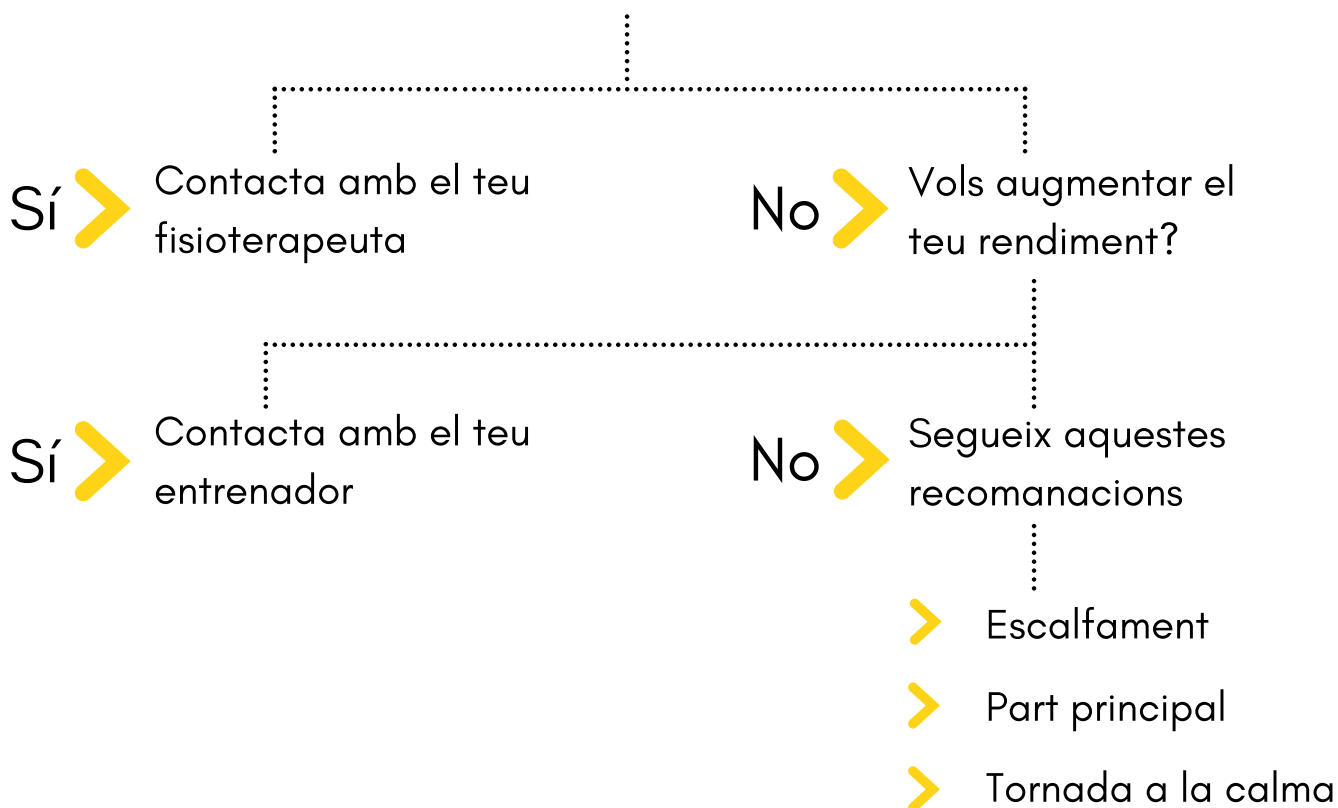 Sí
Contacta amb el teu
fisioterapeuta
No
Vols augmentar el
teu rendiment?
Sí
Contacta amb el teu
entrenador
No
Segueix aquestes
recomanacions
Escalfament
Part principal
Tornada a la calma